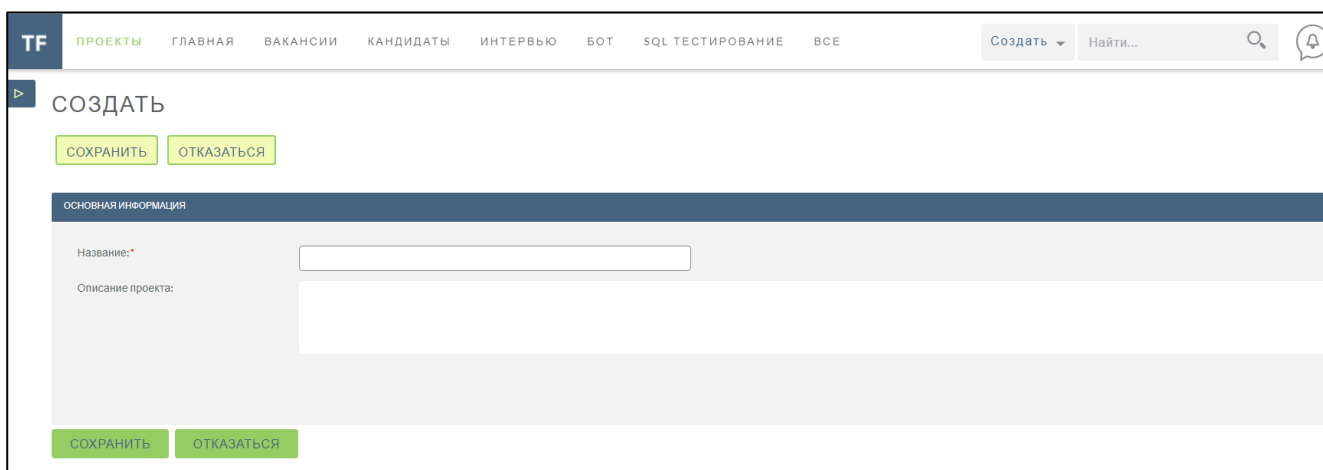 TF ПРОЕКТЫ ГЛАВНАЯ ВАКАНСИИ КАНДИДАТЫ ИНТЕРВЬЮ БОТ SQL ТЕСТИРОВАНИЕ ВСЕ Создать Найти...
СОЗДАТЬ
СОХРАНИТЬ ОТКАЗАТЬСЯ
ОСНОВНАЯ ИНФОРМАЦИЯ
Название:*
Описание проекта:
СОХРАНИТЬ ОТКАЗАТЬСЯ